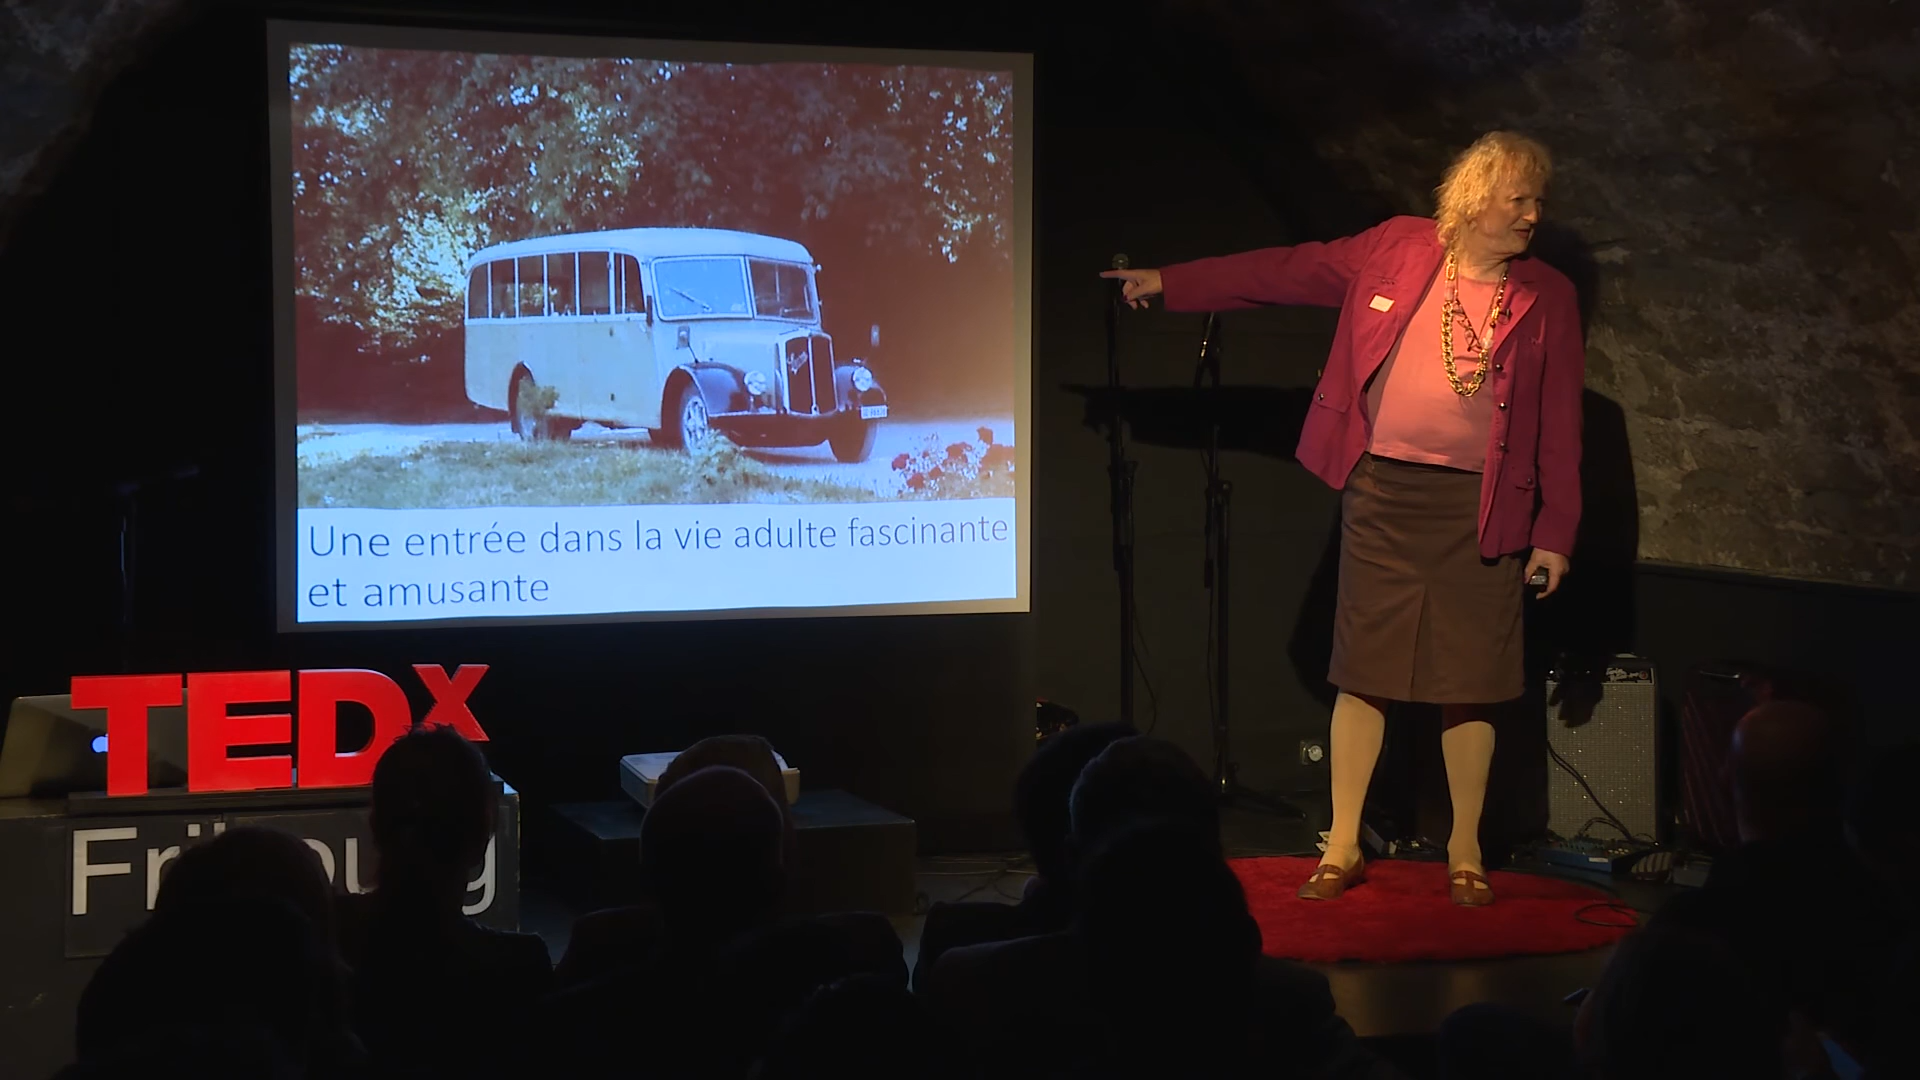 Une entrée dans la vie adulte fascinante
et amusante
TEDx